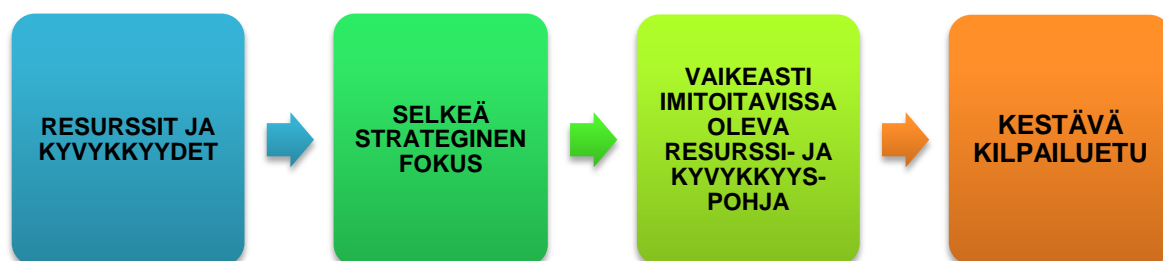 RESURSSIT JA
KYVYKKYYDET
SELKEÄ
STRATEGINEN
FOKUS
VAIKEASTI
IMITOITAVISSA
OLEVA
RESURSSI- JA
KYVYKKYYS-
POHJA
KESTÄVÄ
KILPAILUETU